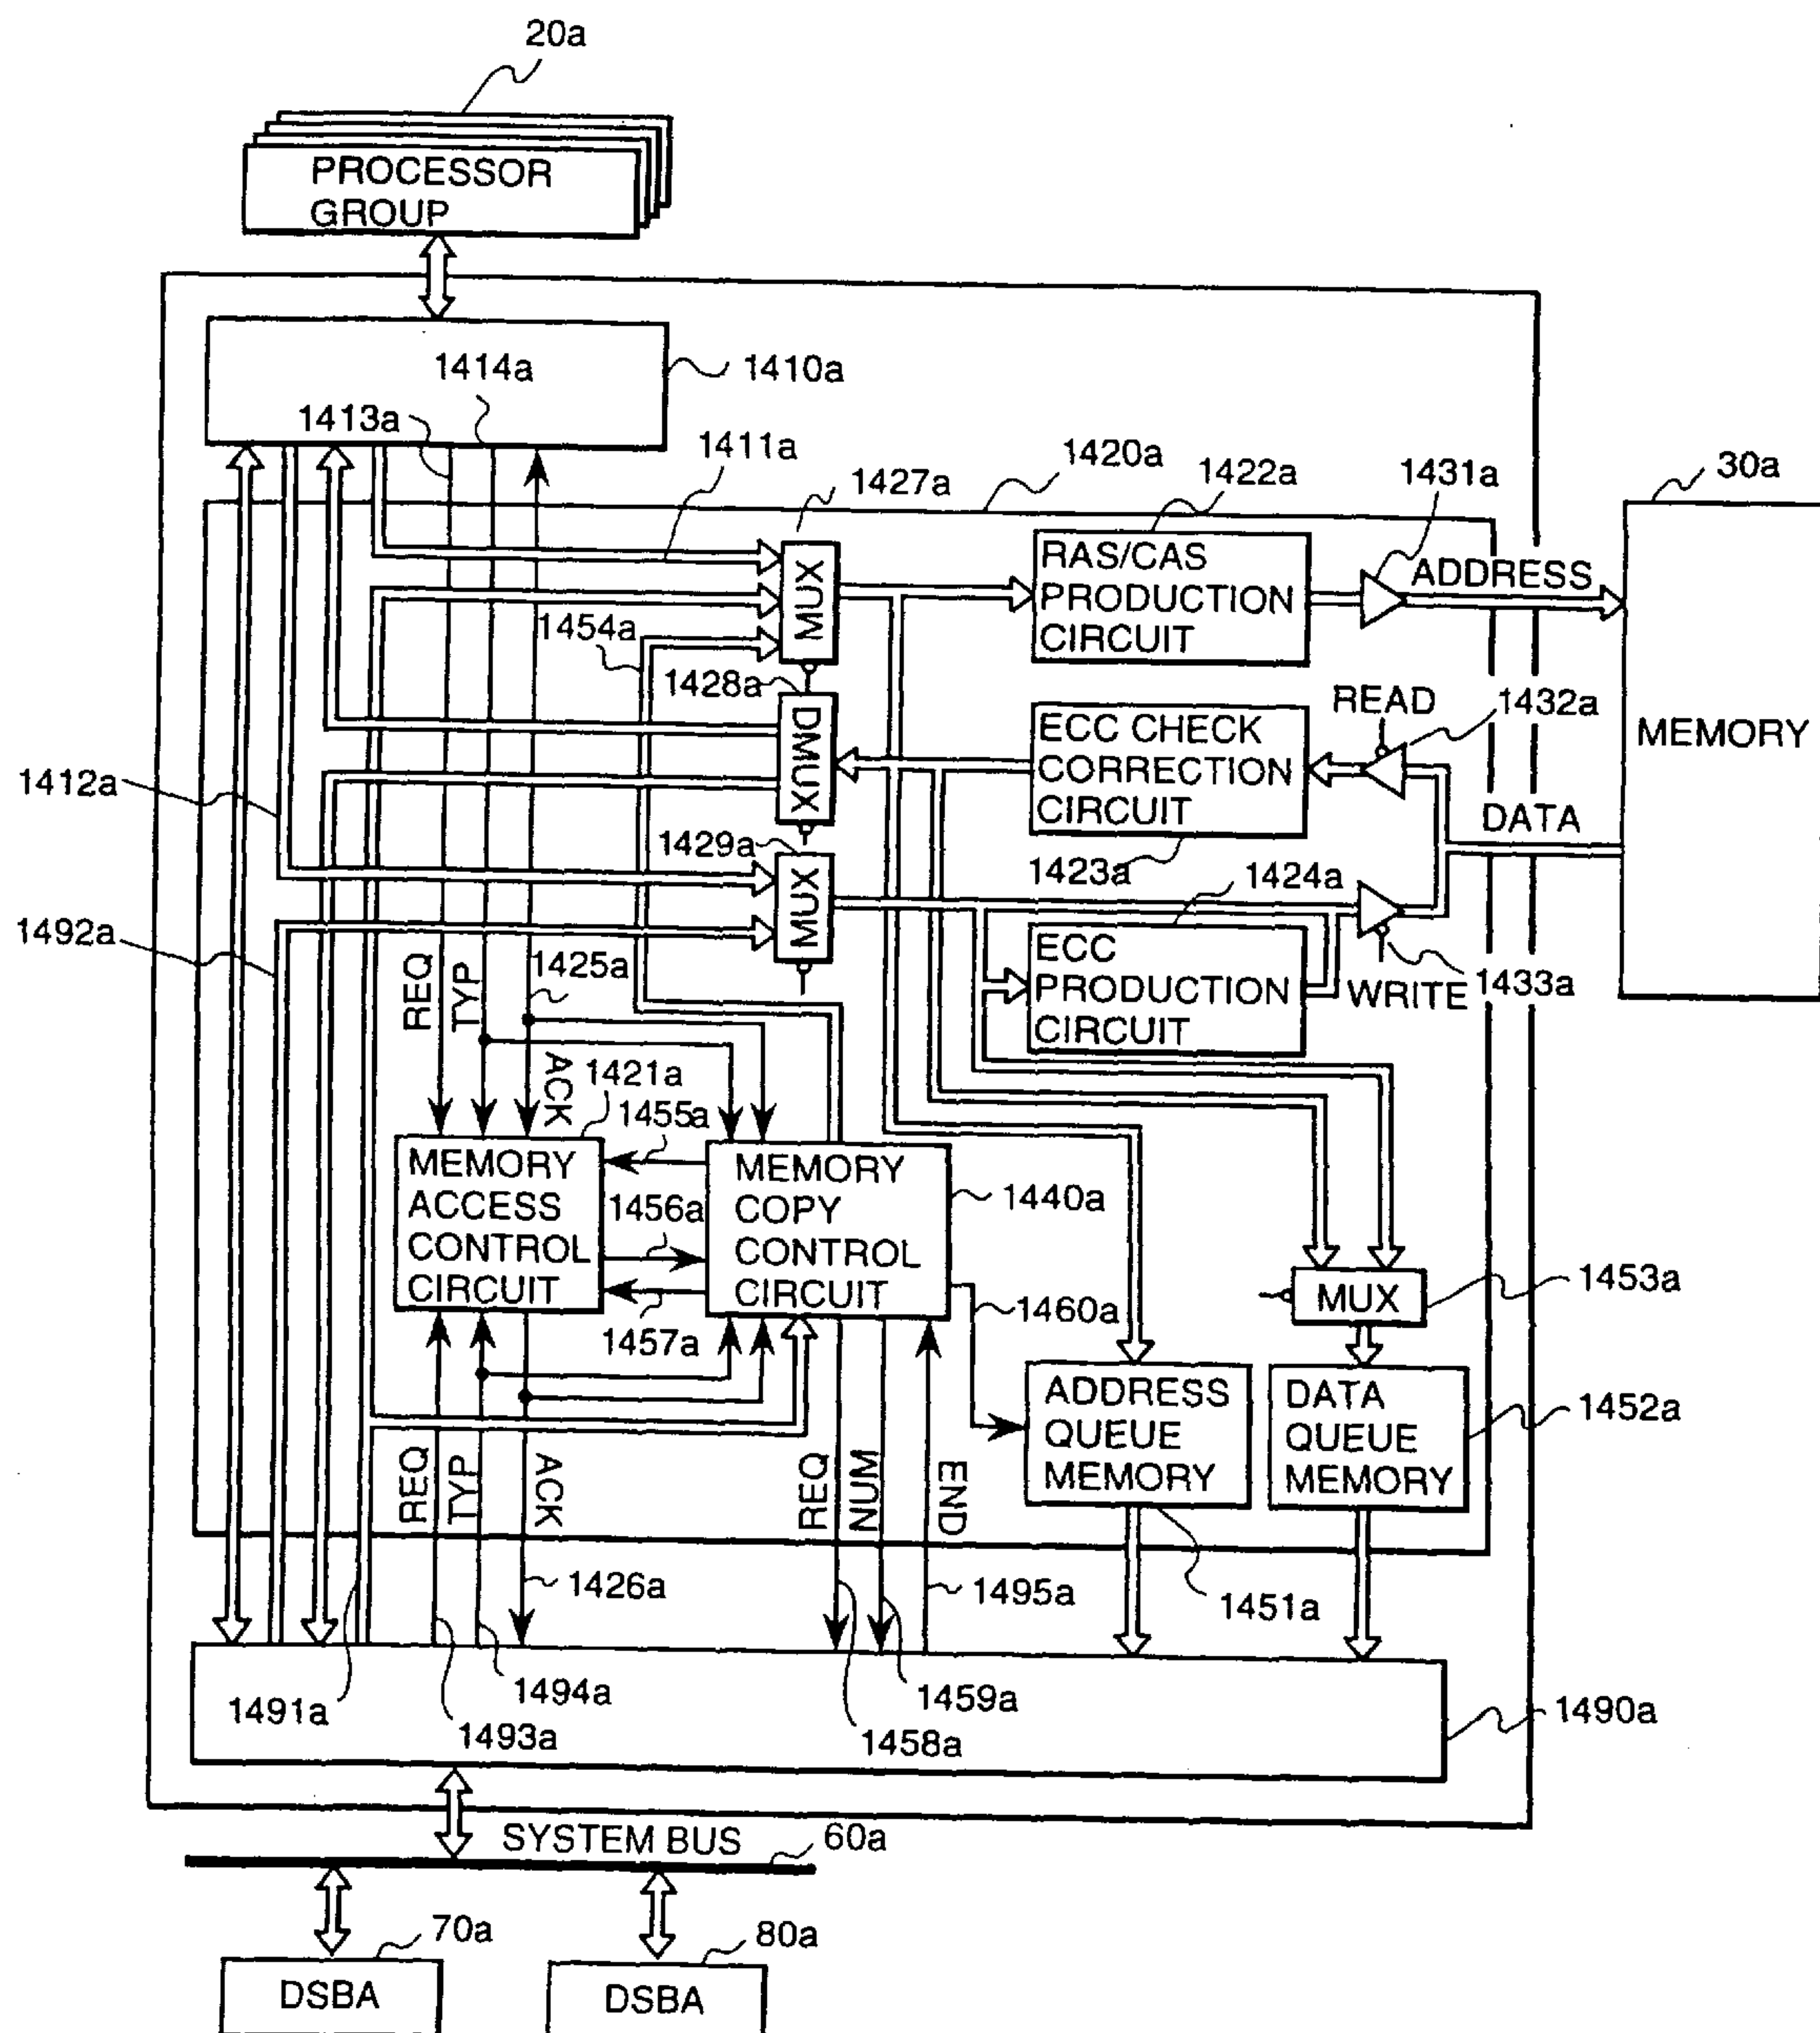 20a
PROCESSOR
GROUP
1414a
1410a
1413a
1411a
1420a
1427a
1422a
1431a
30a
MUX
RAS/CAS
PRODUCTION
CIRCUIT
ADDRESS
1454a
1428a
READ
1432a
DMUX
ECC CHECK
CORRECTION
CIRCUIT
MEMORY
1412a
DATA
1429a
1423a
1424a
MUX
1492a
ECC
PRODUCTION
CIRCUIT
REQ
TYP
1425a
WRITE
1433a
ACK
1421a
1455a
MEMORY
ACCESS
CONTROL
CIRCUIT
1456a
MEMORY
COPY
CONTROL
CIRCUIT
1440a
1457a
1460a
MUX
1453a
ADDRESS
QUEUE
MEMORY
DATA
QUEUE
MEMORY
1452a
REQ
TYP
ACK
REQ
NUM
END
1426a
1495a
1451a
1491a
1493a
1494a
1458a
1459a
1490a
SYSTEM BUS
60a
70a
80a
DSBA
DSBA